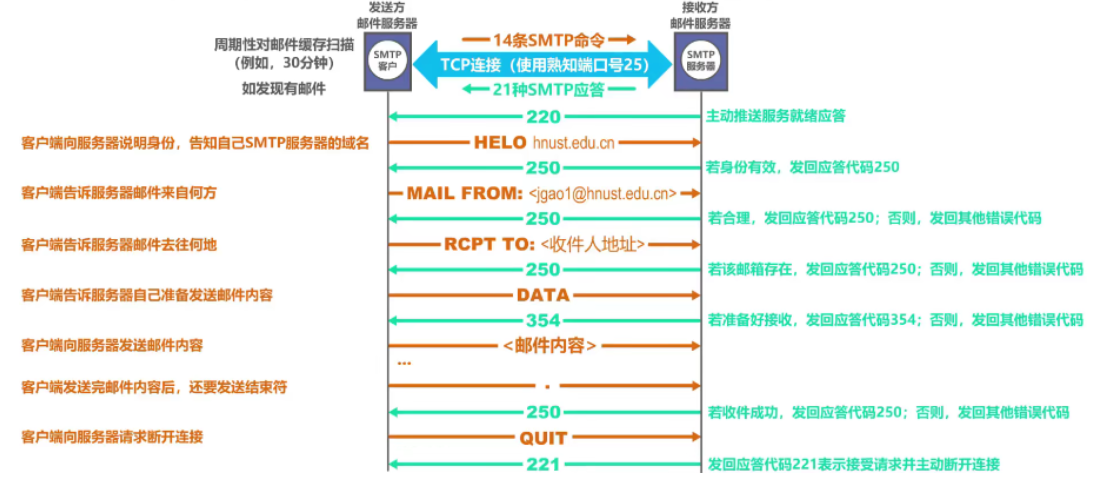 发送方
邮件服务器
接收方
邮件服务器
周期性对邮件缓存扫描
（例如，30分钟）
如发现有邮件
SMTP
客户
14条SMTP命令
TCP连接（使用熟知端口号25）
21种SMTP应答
SMTP
服务器
220
主动推送服务就绪应答
客户端向服务器说明身份，告知自己SMTP服务器的域名
HELO hnust.edu.cn
250
若身份有效，发回应答代码250
客户端告诉服务器邮件来自何方
MAIL FROM: <jgao1@hnust.edu.cn>
250
若合理，发回应答代码250；否则，发回其他错误代码
客户端告诉服务器邮件去往何地
RCPT TO: <收件人地址>
250
若该邮箱存在，发回应答代码250；否则，发回其他错误代码
客户端告诉服务器自己准备发送邮件内容
DATA
354
若准备好接收，发回应答代码354；否则，发回其他错误代码
客户端向服务器发送邮件内容
<邮件内容>
...
客户端发送完邮件内容后，还要发送结束符
.
250
若收件成功，发回应答代码250；否则，发回其他错误代码
客户端向服务器请求断开连接
QUIT
221
发回应答代码221表示接受请求并主动断开连接